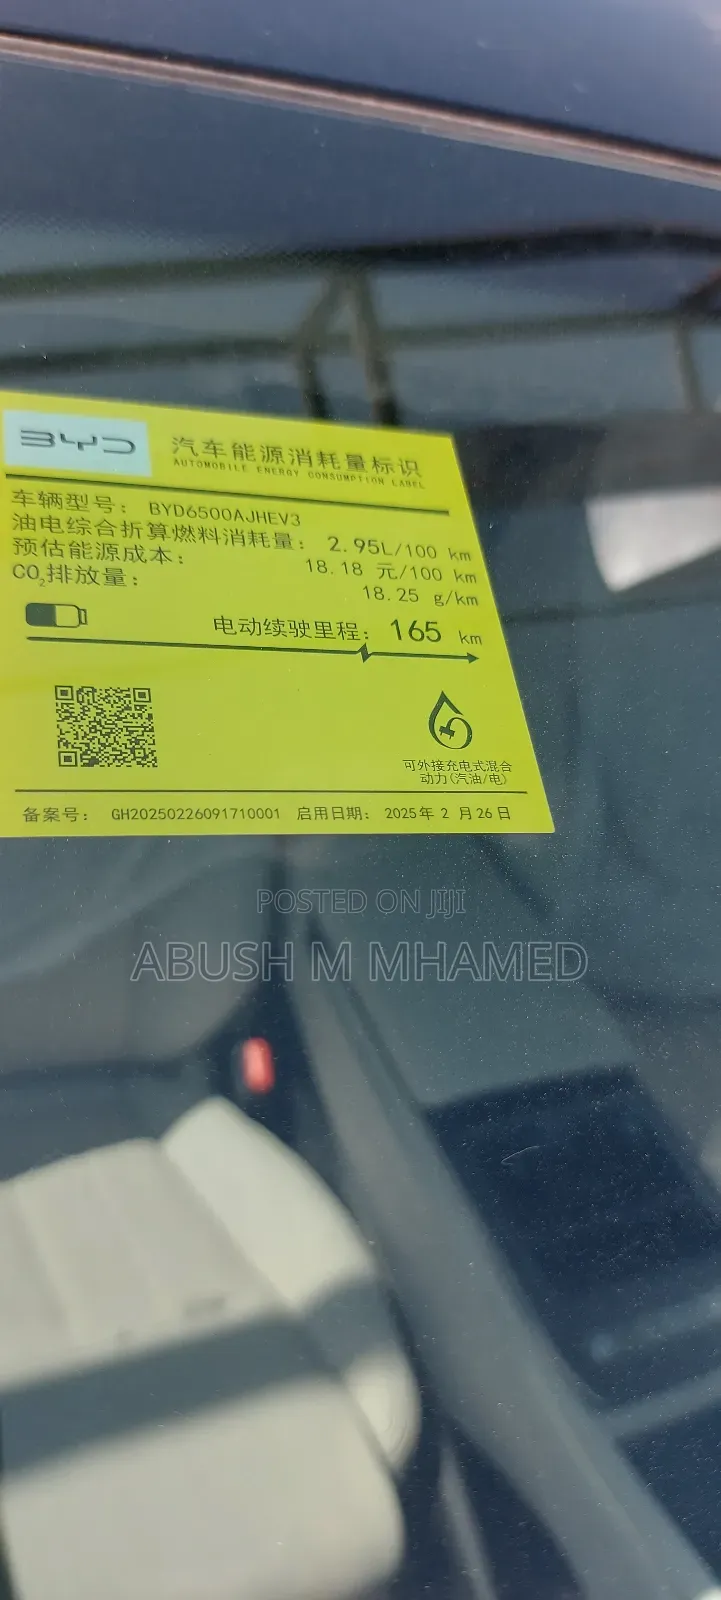 BYD
汽车能源消耗量标识
AUTOMOBILE ENERGY CONSUMPTION LABEL
车辆型号： BYD6500AJHEV3
油电综合折算燃料消耗量： 2.95L/100 km
预估能源成本： 18.18 元/100 km
CO₂排放量： 18.25 g/km
电动续驶里程： 165 km
可外接充电式混合
动力(汽油/电)
备案号： GH20250226091710001 启用日期： 2025年 2 月 26 日
POSTED ON JIJI
ABUSH M MHAMED